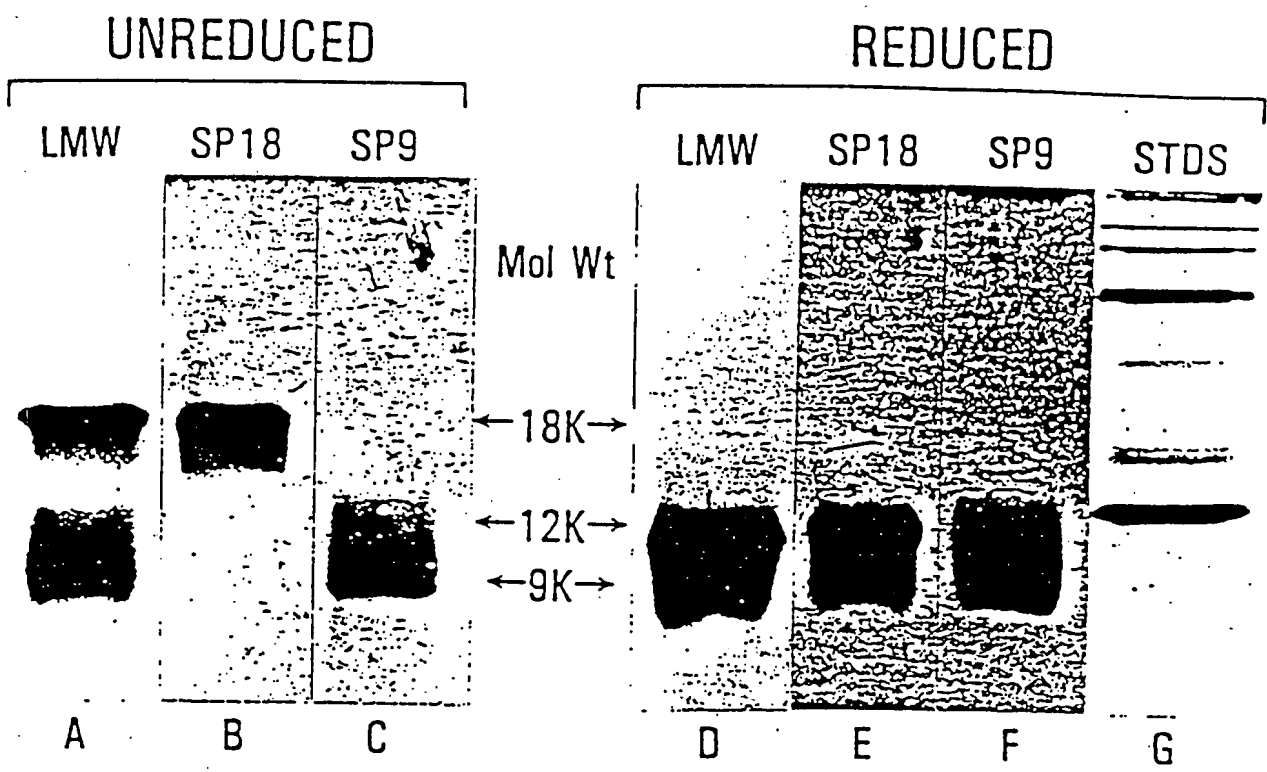 UNREDUCED REDUCED
LMW SP18 SP9 LMW SP18 SP9 STDS
Mol Wt
←18K→
←12K→
←9K→
A B C D E F G